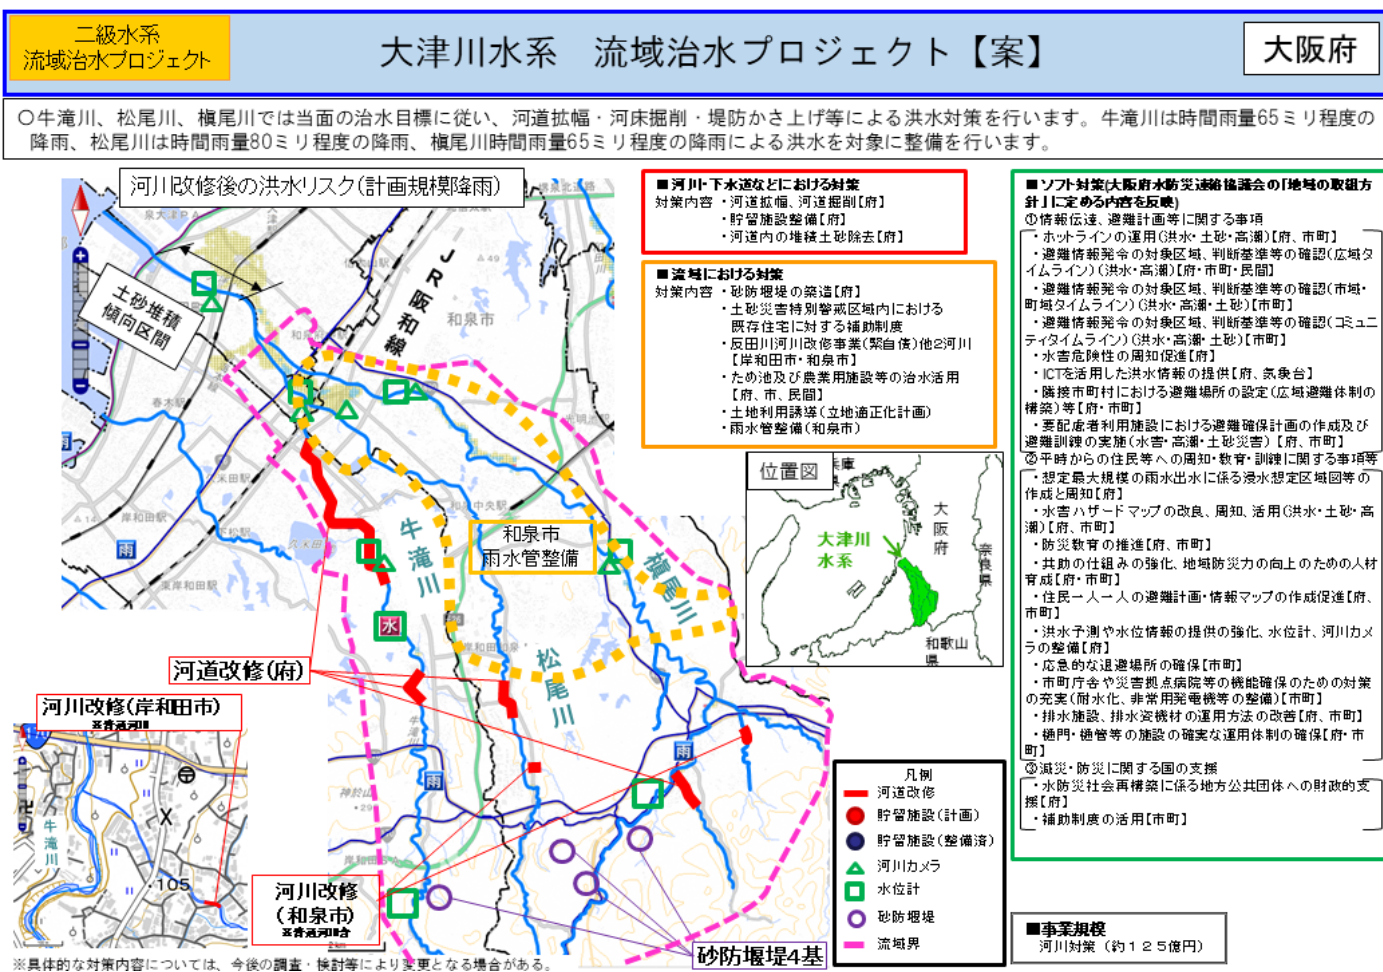 二級水系
流域治水プロジェクト
大津川水系　流域治水プロジェクト【案】
大阪府
〇牛滝川、松尾川、槇尾川では当面の治水目標に従い、河道拡幅・河床掘削・堤防かさ上げ等による洪水対策を行います。牛滝川は時間雨量65ミリ程度の
降雨、松尾川は時間雨量80ミリ程度の降雨、槇尾川時間雨量65ミリ程度の降雨による洪水を対象に整備を行います。
河川改修後の洪水リスク(計画規模降雨)
土砂堆積
傾向区間
JR阪和線
和泉市
春木駅
岸和田駅
下松駅
東岸和田駅
久米田
和泉中央駅
牛滝川
松尾川
槇尾川
和泉市
雨水管整備
雨
水
雨
雨
河道改修(府)
河川改修(岸和田市)
※普通河川
牛滝川
105
河川改修
(和泉市)
※普通河川含
砂防堰堤4基
■河川・下水道などにおける対策
対策内容 ・河道拡幅、河道掘削【府】
・貯留施設整備【府】
・河道内の堆積土砂除去【府】
■流域における対策
対策内容 ・砂防堰堤の築造【府】
・土砂災害特別警戒区域内における
既存住宅に対する補助制度
・反田川河川改修事業(緊自債)他2河川
【岸和田市・和泉市】
・ため池及び農業用施設等の治水活用
【府、市、民間】
・土地利用誘導(立地適正化計画)
・雨水管整備(和泉市)
位置図
兵庫県
大阪府
奈良県
和歌山県
大津川
水系
凡例
河道改修
貯留施設(計画)
貯留施設(整備済)
河川カメラ
水位計
砂防堰堤
流域界
■ソフト対策(大阪府水防災連絡協議会の「地域の取組方
針」に定める内容を反映)
①情報伝達、避難計画等に関する事項
・ホットラインの運用(洪水・土砂・高潮)【府、市町】
・避難情報発令の対象区域、判断基準等の確認(広域タ
イムライン)(洪水・高潮)【府・市町・民間】
・避難情報発令の対象区域、判断基準等の確認(市域・
町域タイムライン)(洪水・高潮・土砂)【市町】
・避難情報発令の対象区域、判断基準等の確認(コミュニ
ティタイムライン)(洪水・高潮・土砂)【市町】
・水害危険性の周知促進【府】
・ICTを活用した洪水情報の提供【府、気象台】
・隣接市町村における避難場所の設定(広域避難体制の
構築)等【府・市町】
・要配慮者利用施設における避難確保計画の作成及び
避難訓練の実施(水害・高潮・土砂災害)【府、市町】
②平時からの住民等への周知・教育・訓練に関する事項等
・想定最大規模の雨水出水に係る浸水想定区域図等の
作成と周知【府】
・水害ハザードマップの改良、周知、活用(洪水・土砂・高
潮)【府、市町】
・防災教育の推進【府、市町】
・共助の仕組みの強化、地域防災力の向上のための人材
育成【府・市町】
・住民一人一人の避難計画・情報マップの作成促進【府、
市町】
・洪水予測や水位情報の提供の強化、水位計、河川カメ
ラの整備【府】
・応急的な退避場所の確保【市町】
・市町庁舎や災害拠点病院等の機能確保のための対策
の充実(耐水化、非常用発電機等の整備)【市町】
・排水施設、排水資機材の運用方法の改善【府、市町】
・樋門・樋管等の施設の確実な運用体制の確保【府・市
町】
③減災・防災に関する国の支援
・水防災社会再構築に係る地方公共団体への財政的支
援【府】
・補助制度の活用【市町】
■事業規模
河川対策（約１２５億円）
※具体的な対策内容については、今後の調査・検討等により変更となる場合がある。